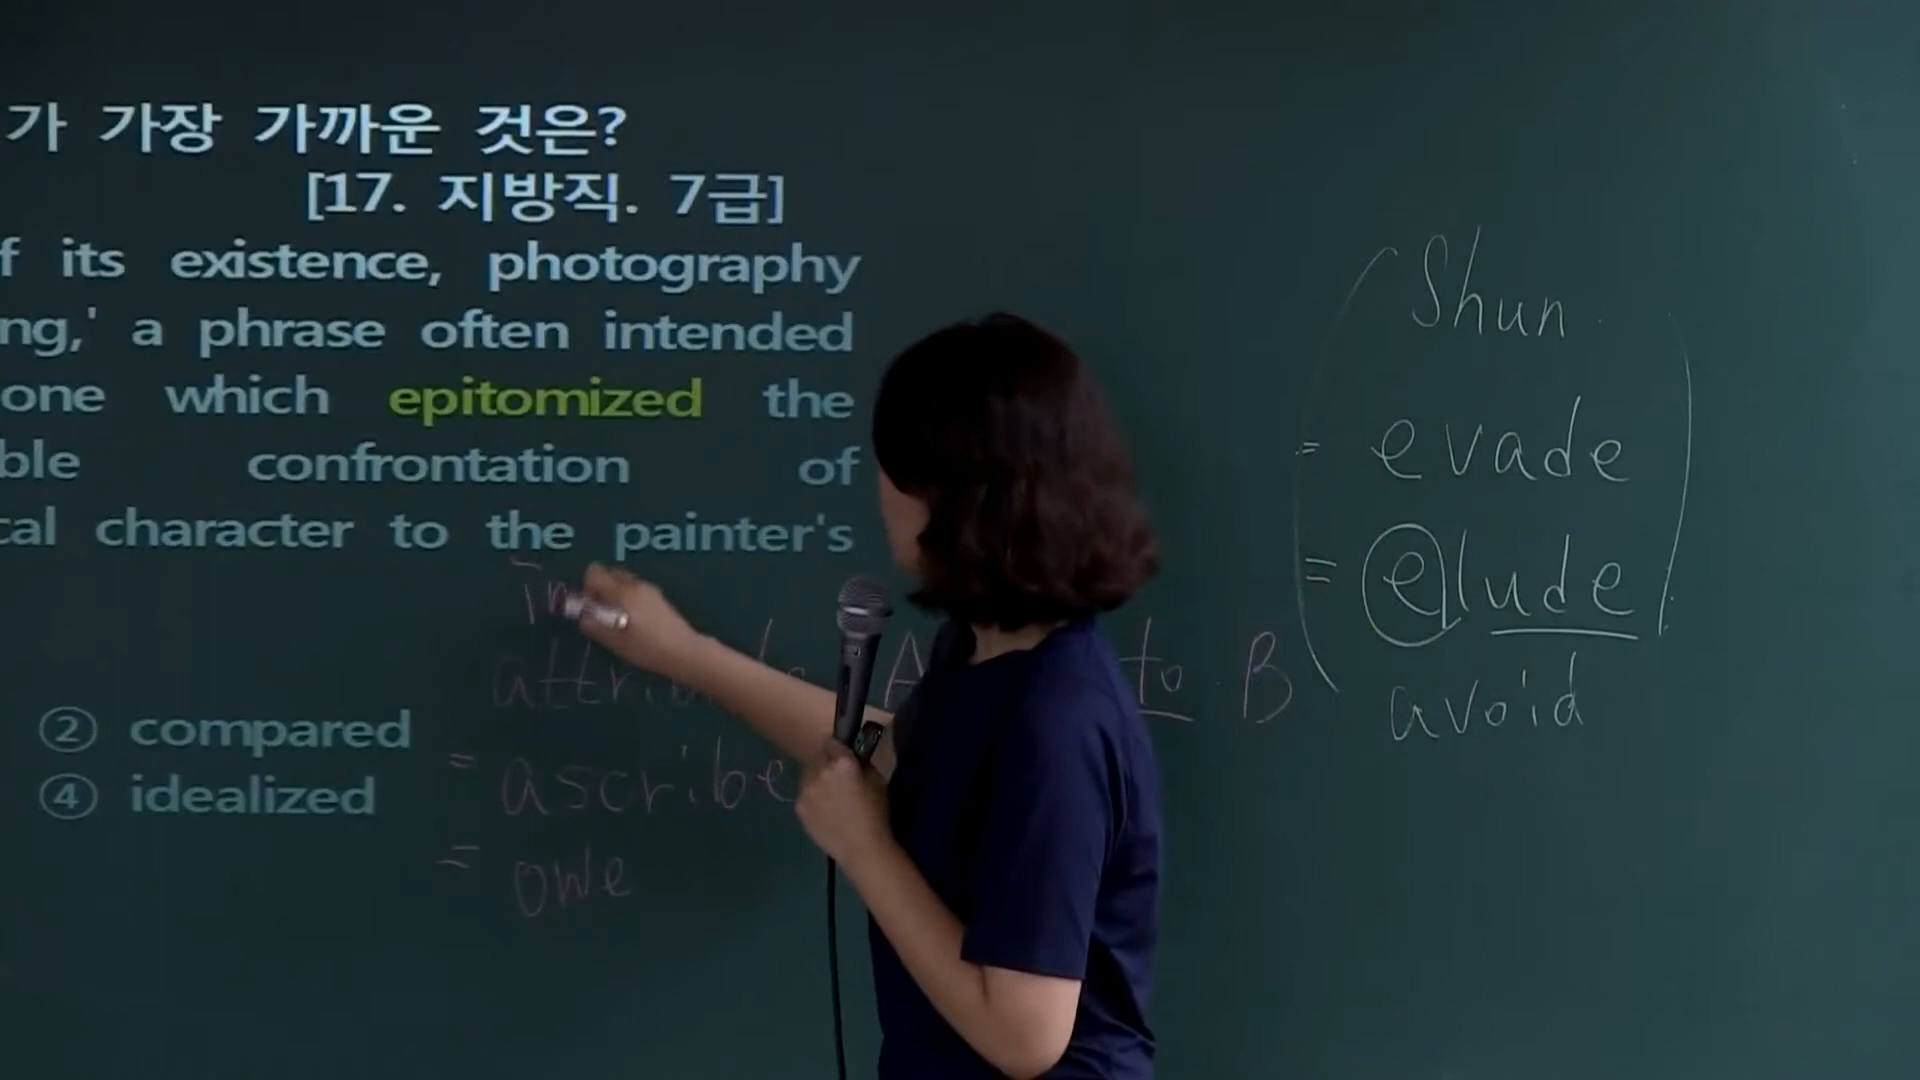 가 가장 가까운 것은?
[17. 지방직. 7급]
f its existence, photography
ng,' a phrase often intended
one which epitomized the
ble confrontation of
cal character to the painter's
② compared
④ idealized
to B
= ascribe
= owe
Shun
= evade
= elude
avoid